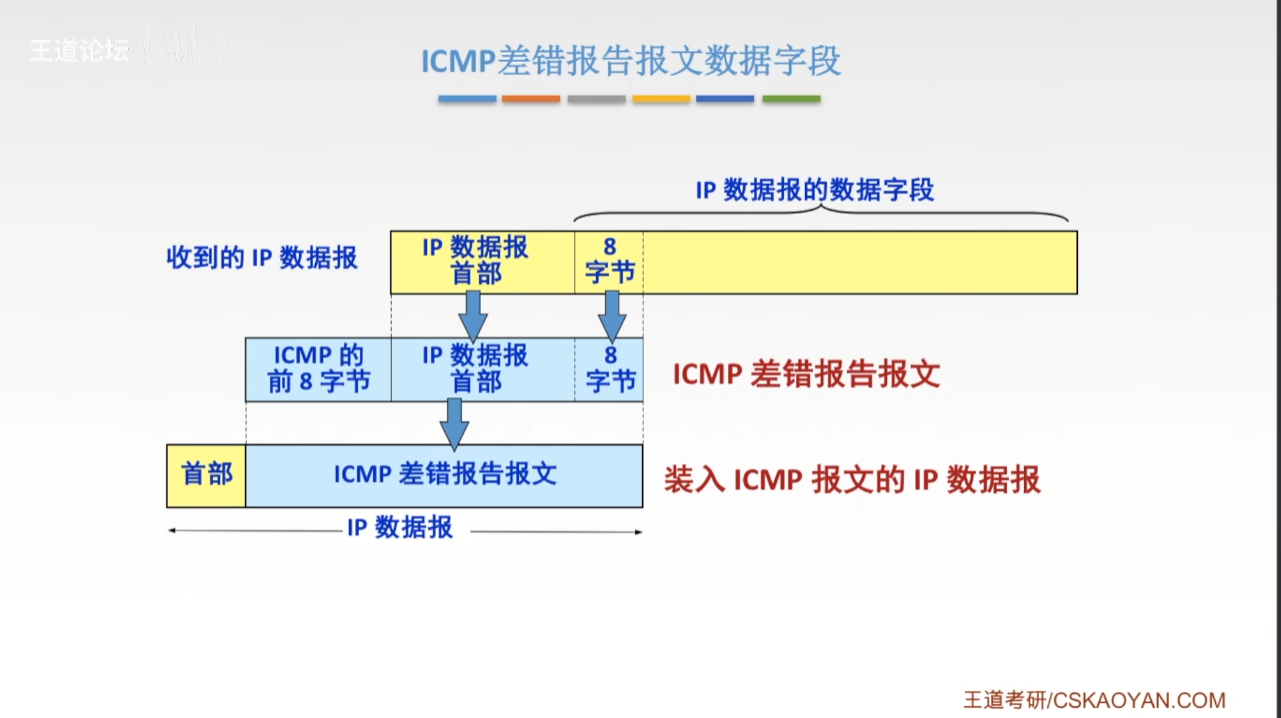 王道论坛
ICMP差错报告报文数据字段
IP 数据报的数据字段
收到的 IP 数据报
IP 数据报
首部
8
字节
ICMP 的
前 8 字节
IP 数据报
首部
8
字节
ICMP 差错报告报文
首部
ICMP 差错报告报文
装入 ICMP 报文的 IP 数据报
IP 数据报
王道考研/CSKAOYAN.COM